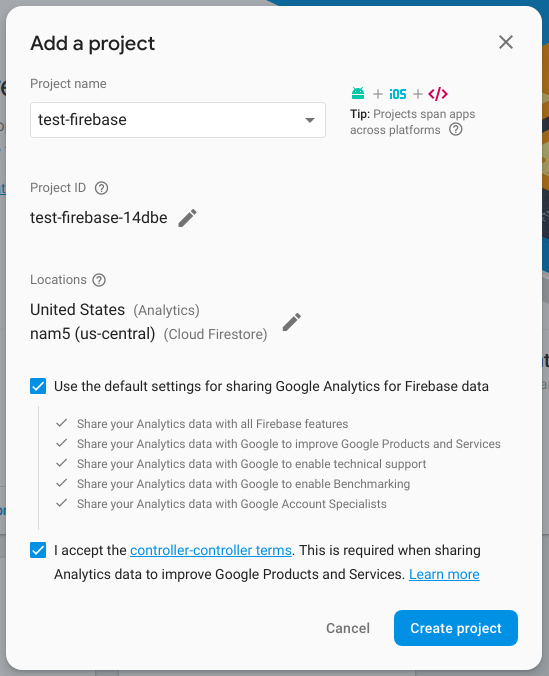 Add a project
Project name
test-firebase
+ iOS + </>
Tip: Projects span apps
across platforms
Project ID
test-firebase-14dbe
Locations
United States (Analytics)
nam5 (us-central) (Cloud Firestore)
Use the default settings for sharing Google Analytics for Firebase data
Share your Analytics data with all Firebase features
Share your Analytics data with Google to improve Google Products and Services
Share your Analytics data with Google to enable technical support
Share your Analytics data with Google to enable Benchmarking
Share your Analytics data with Google Account Specialists
I accept the controller-controller terms. This is required when sharing
Analytics data to improve Google Products and Services. Learn more
Cancel
Create project